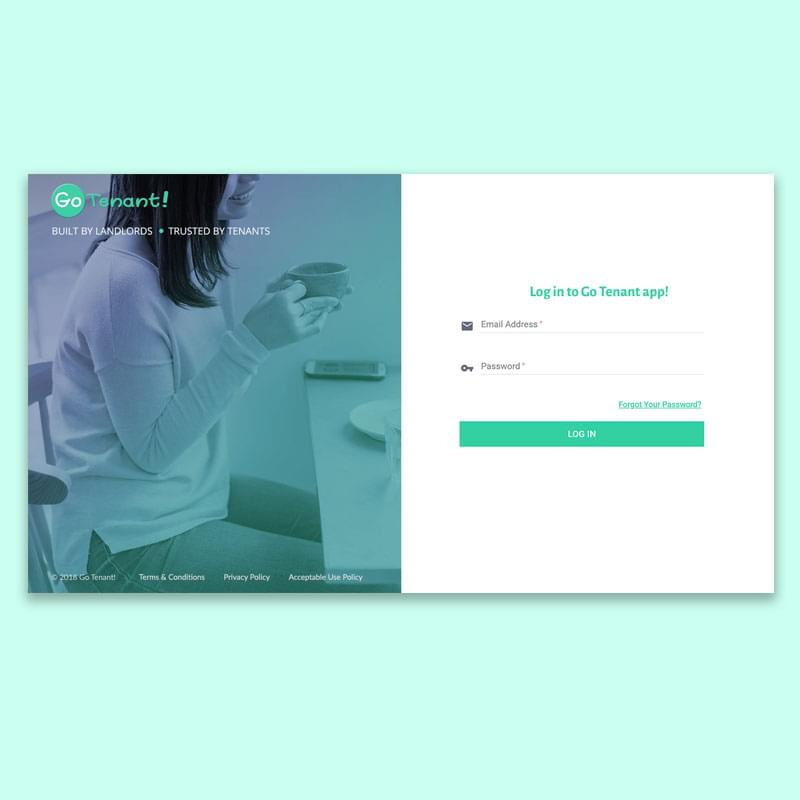 Go Tenant!
BUILT BY LANDLORDS • TRUSTED BY TENANTS
Log in to Go Tenant app!
Email Address *
Password *
Forgot Your Password?
LOG IN
© 2018 Go Tenant! Terms & Conditions Privacy Policy Acceptable Use Policy